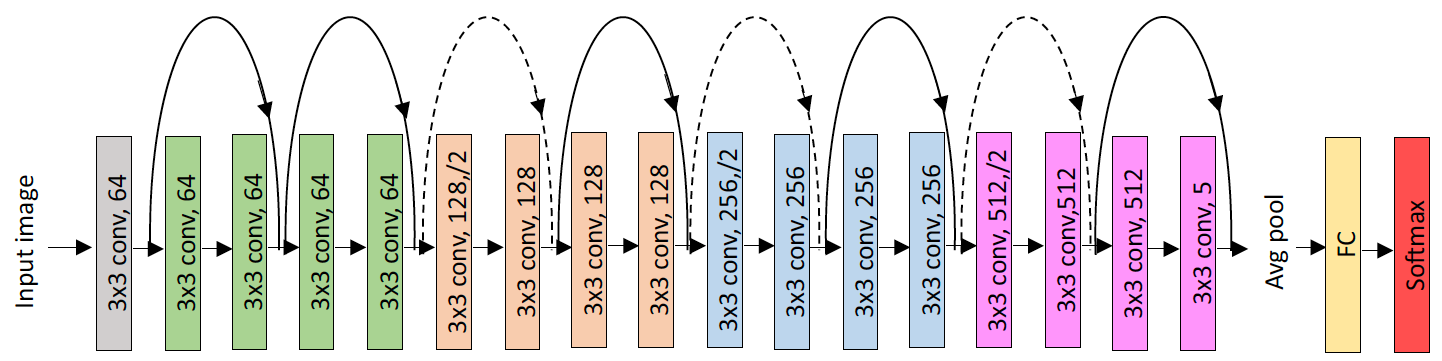 Input image
3x3 conv, 64
3x3 conv, 64
3x3 conv, 64
3x3 conv, 64
3x3 conv, 64
3x3 conv, 128,/2
3x3 conv, 128
3x3 conv, 128
3x3 conv, 128
3x3 conv, 256,/2
3x3 conv, 256
3x3 conv, 256
3x3 conv, 256
3x3 conv, 512,/2
3x3 conv,512
3x3 conv, 512
3x3 conv, 5
Avg pool
FC
Softmax